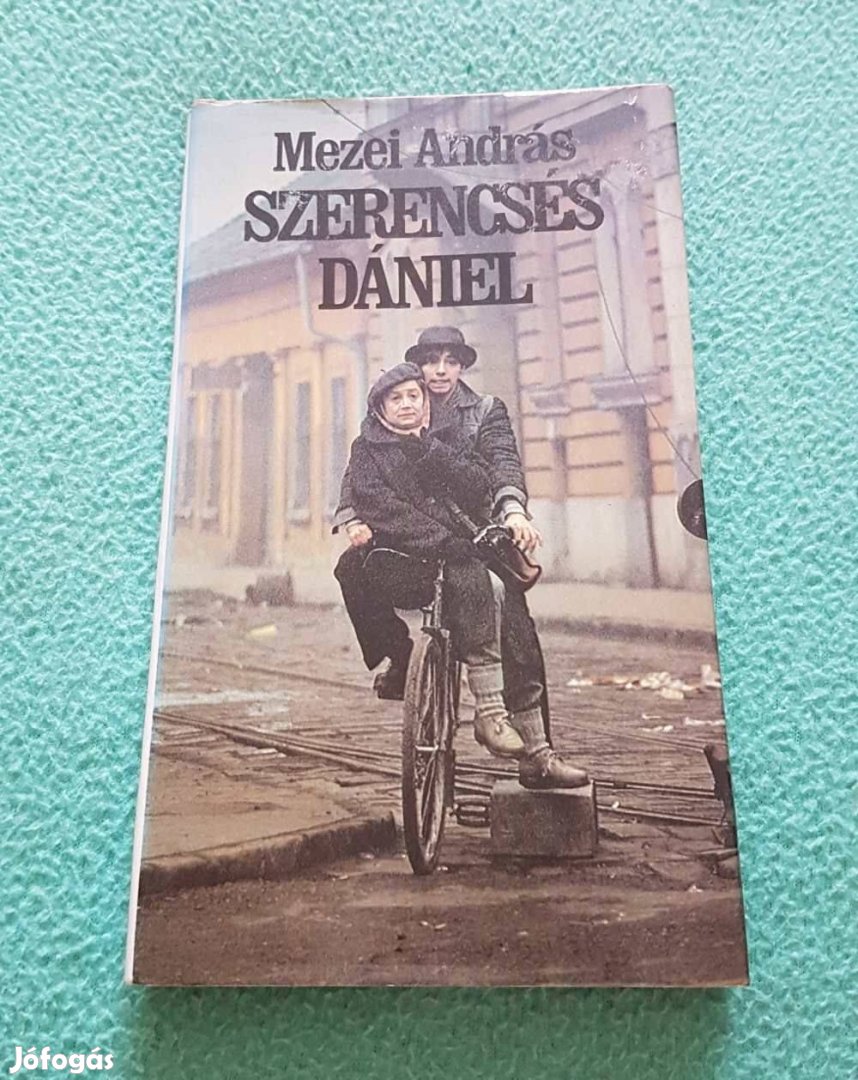 Mezei András
SZERENCSÉS
DÁNIEL
Jófogás